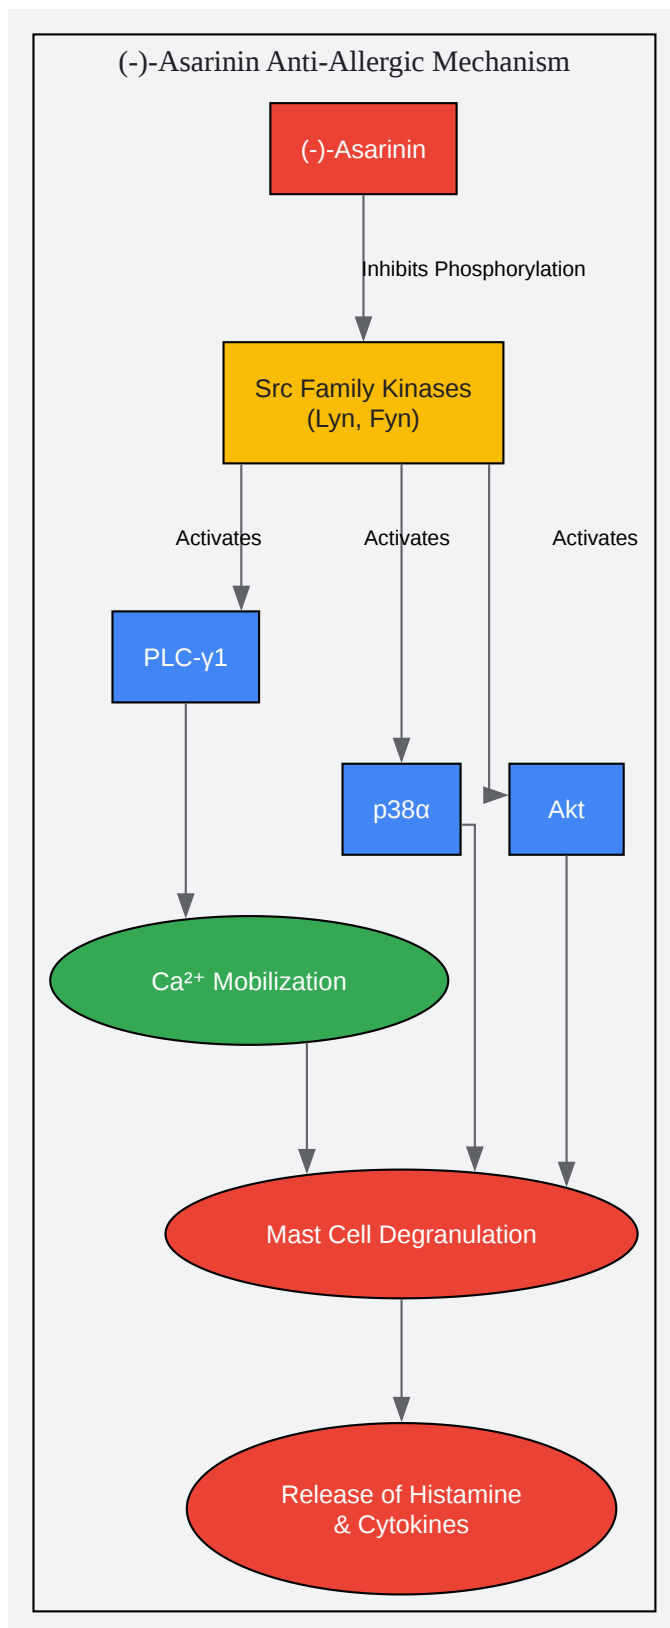 (-)-Asarinin Anti-Allergic Mechanism
(-)-Asarinin
Inhibits Phosphorylation
Src Family Kinases
(Lyn, Fyn)
Activates
Activates
Activates
PLC-γ1
p38α
Akt
Ca²⁺ Mobilization
Mast Cell Degranulation
Release of Histamine
& Cytokines